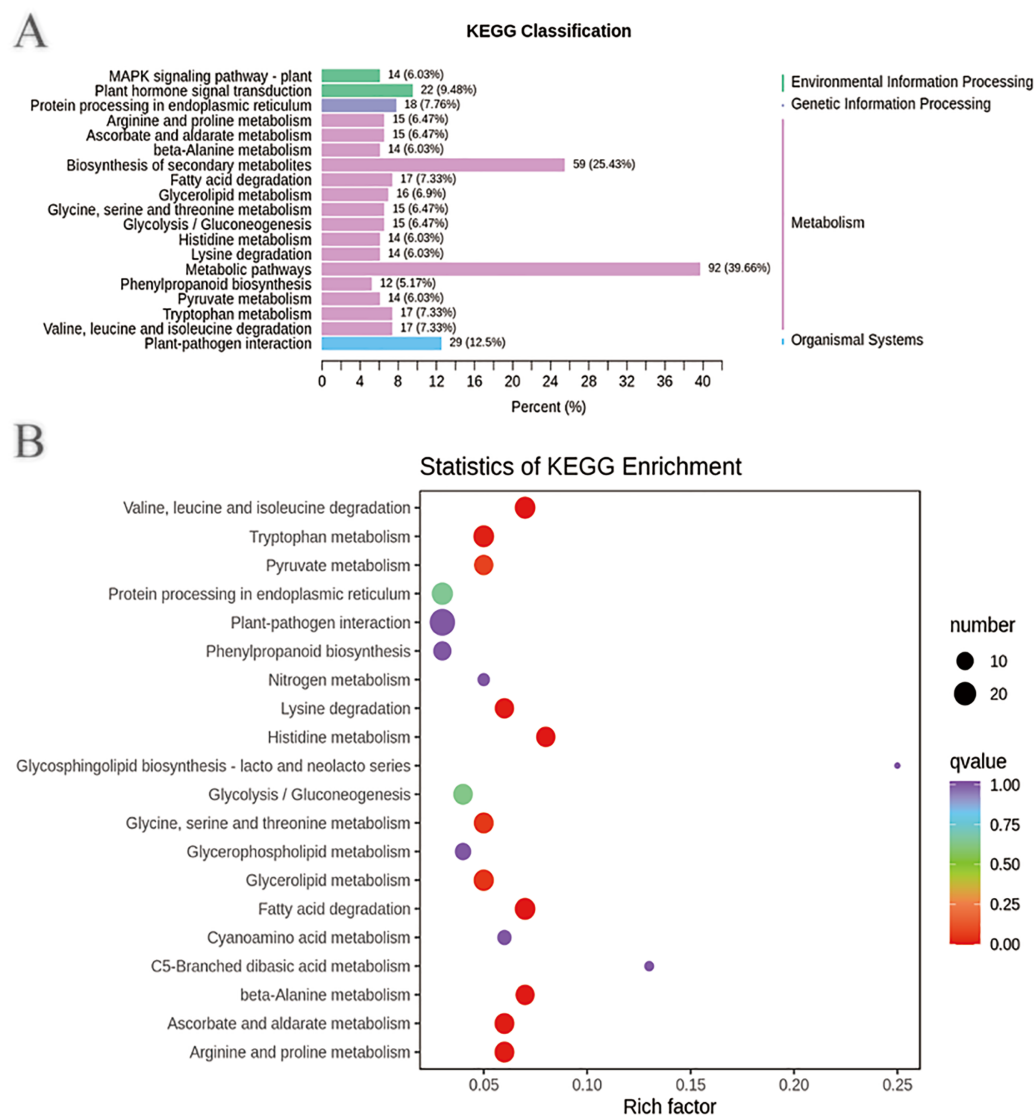 A
KEGG Classification
MAPK signaling pathway - plant 14 (6.03%)
Plant hormone signal transduction 22 (9.48%)
Protein processing in endoplasmic reticulum 18 (7.76%)
Arginine and proline metabolism 15 (6.47%)
Ascorbate and aldarate metabolism 15 (6.47%)
beta-Alanine metabolism 14 (6.03%)
Biosynthesis of secondary metabolites 59 (25.43%)
Fatty acid degradation 17 (7.33%)
Glycerolipid metabolism 16 (6.9%)
Glycine, serine and threonine metabolism 15 (6.47%)
Glycolysis / Gluconeogenesis 15 (6.47%)
Histidine metabolism 14 (6.03%)
Lysine degradation 14 (6.03%)
Metabolic pathways 92 (39.66%)
Phenylpropanoid biosynthesis 12 (5.17%)
Pyruvate metabolism 14 (6.03%)
Tryptophan metabolism 17 (7.33%)
Valine, leucine and isoleucine degradation 17 (7.33%)
Plant-pathogen interaction 29 (12.5%)
Environmental Information Processing
Genetic Information Processing
Metabolism
Organismal Systems
0 4 8 12 16 20 24 28 32 36 40
Percent (%)
B
Statistics of KEGG Enrichment
Valine, leucine and isoleucine degradation
Tryptophan metabolism
Pyruvate metabolism
Protein processing in endoplasmic reticulum
Plant-pathogen interaction
Phenylpropanoid biosynthesis
Nitrogen metabolism
Lysine degradation
Histidine metabolism
Glycosphingolipid biosynthesis - lacto and neolacto series
Glycolysis / Gluconeogenesis
Glycine, serine and threonine metabolism
Glycerophospholipid metabolism
Glycerolipid metabolism
Fatty acid degradation
Cyanoamino acid metabolism
C5-Branched dibasic acid metabolism
beta-Alanine metabolism
Ascorbate and aldarate metabolism
Arginine and proline metabolism
0.05 0.10 0.15 0.20 0.25
Rich factor
number
10
20
qvalue
1.00
0.75
0.50
0.25
0.00